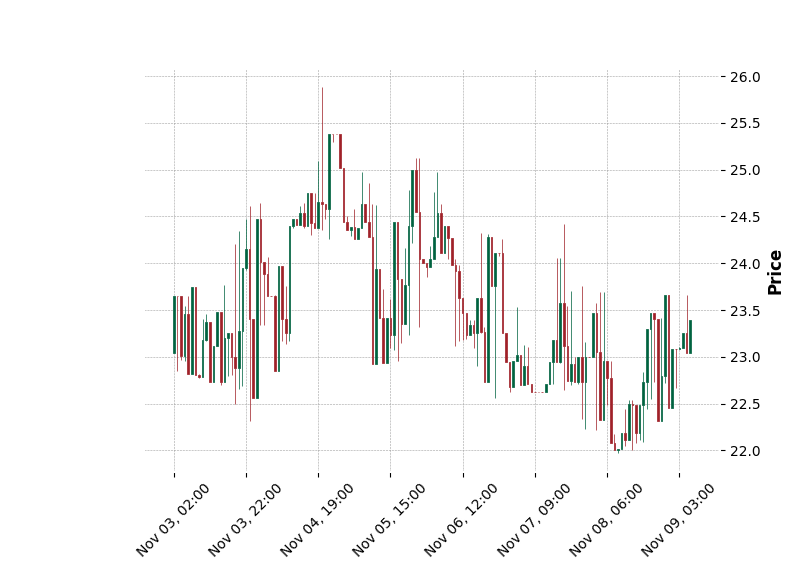 26.0
25.5
25.0
24.5
24.0
23.5
23.0
22.5
22.0
Price
Nov 03, 02:00
Nov 03, 22:00
Nov 04, 19:00
Nov 05, 15:00
Nov 06, 12:00
Nov 07, 09:00
Nov 08, 06:00
Nov 09, 03:00